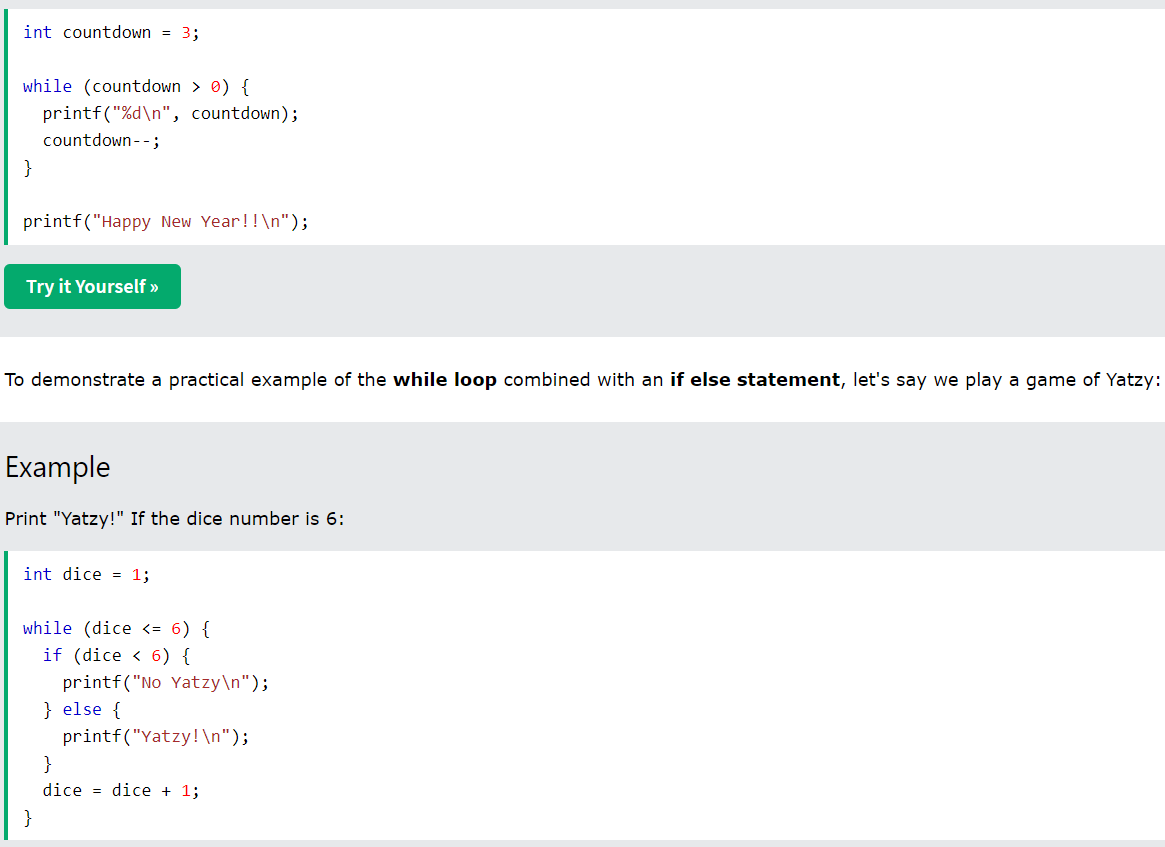 int countdown = 3;
while (countdown > 0) {
  printf("%d\n", countdown);
  countdown--;
}
printf("Happy New Year!!\n");
Try it Yourself »
To demonstrate a practical example of the while loop combined with an if else statement, let's say we play a game of Yatzy:
Example
Print "Yatzy!" If the dice number is 6:
int dice = 1;
while (dice <= 6) {
  if (dice < 6) {
    printf("No Yatzy\n");
  } else {
    printf("Yatzy!\n");
  }
  dice = dice + 1;
}